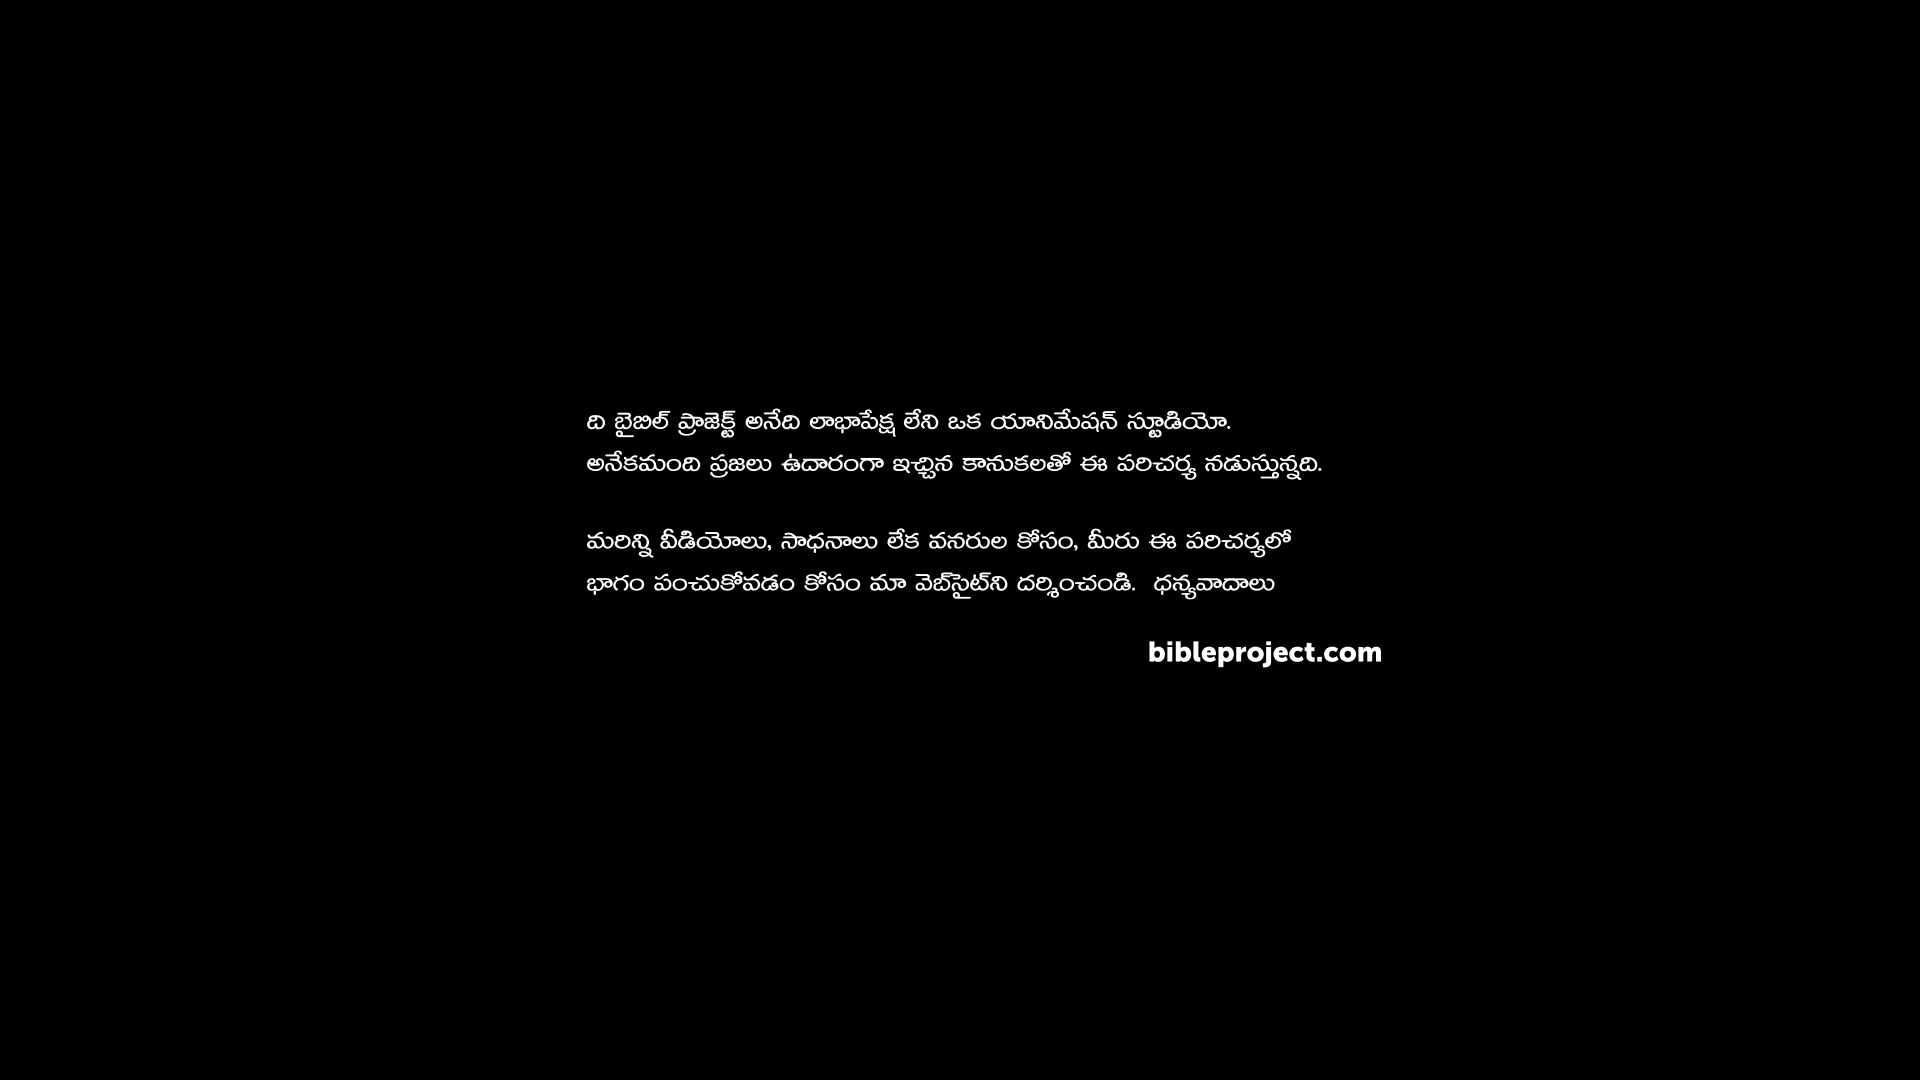 ది బైబిల్ ప్రాజెక్ట్ అనేది లాభాపేక్ష లేని ఒక యానిమేషన్ స్టూడియో.
అనేకమంది ప్రజలు ఉదారంగా ఇచ్చిన కానుకలతో ఈ పరిచర్య నడుస్తున్నది.
మరిన్ని వీడియోలు, సాధనాలు లేక వనరుల కోసం, మీరు ఈ పరిచర్యలో
భాగం పంచుకోవడం కోసం మా వెబ్‌సైట్‌ని దర్శించండి. ధన్యవాదాలు
bibleproject.com